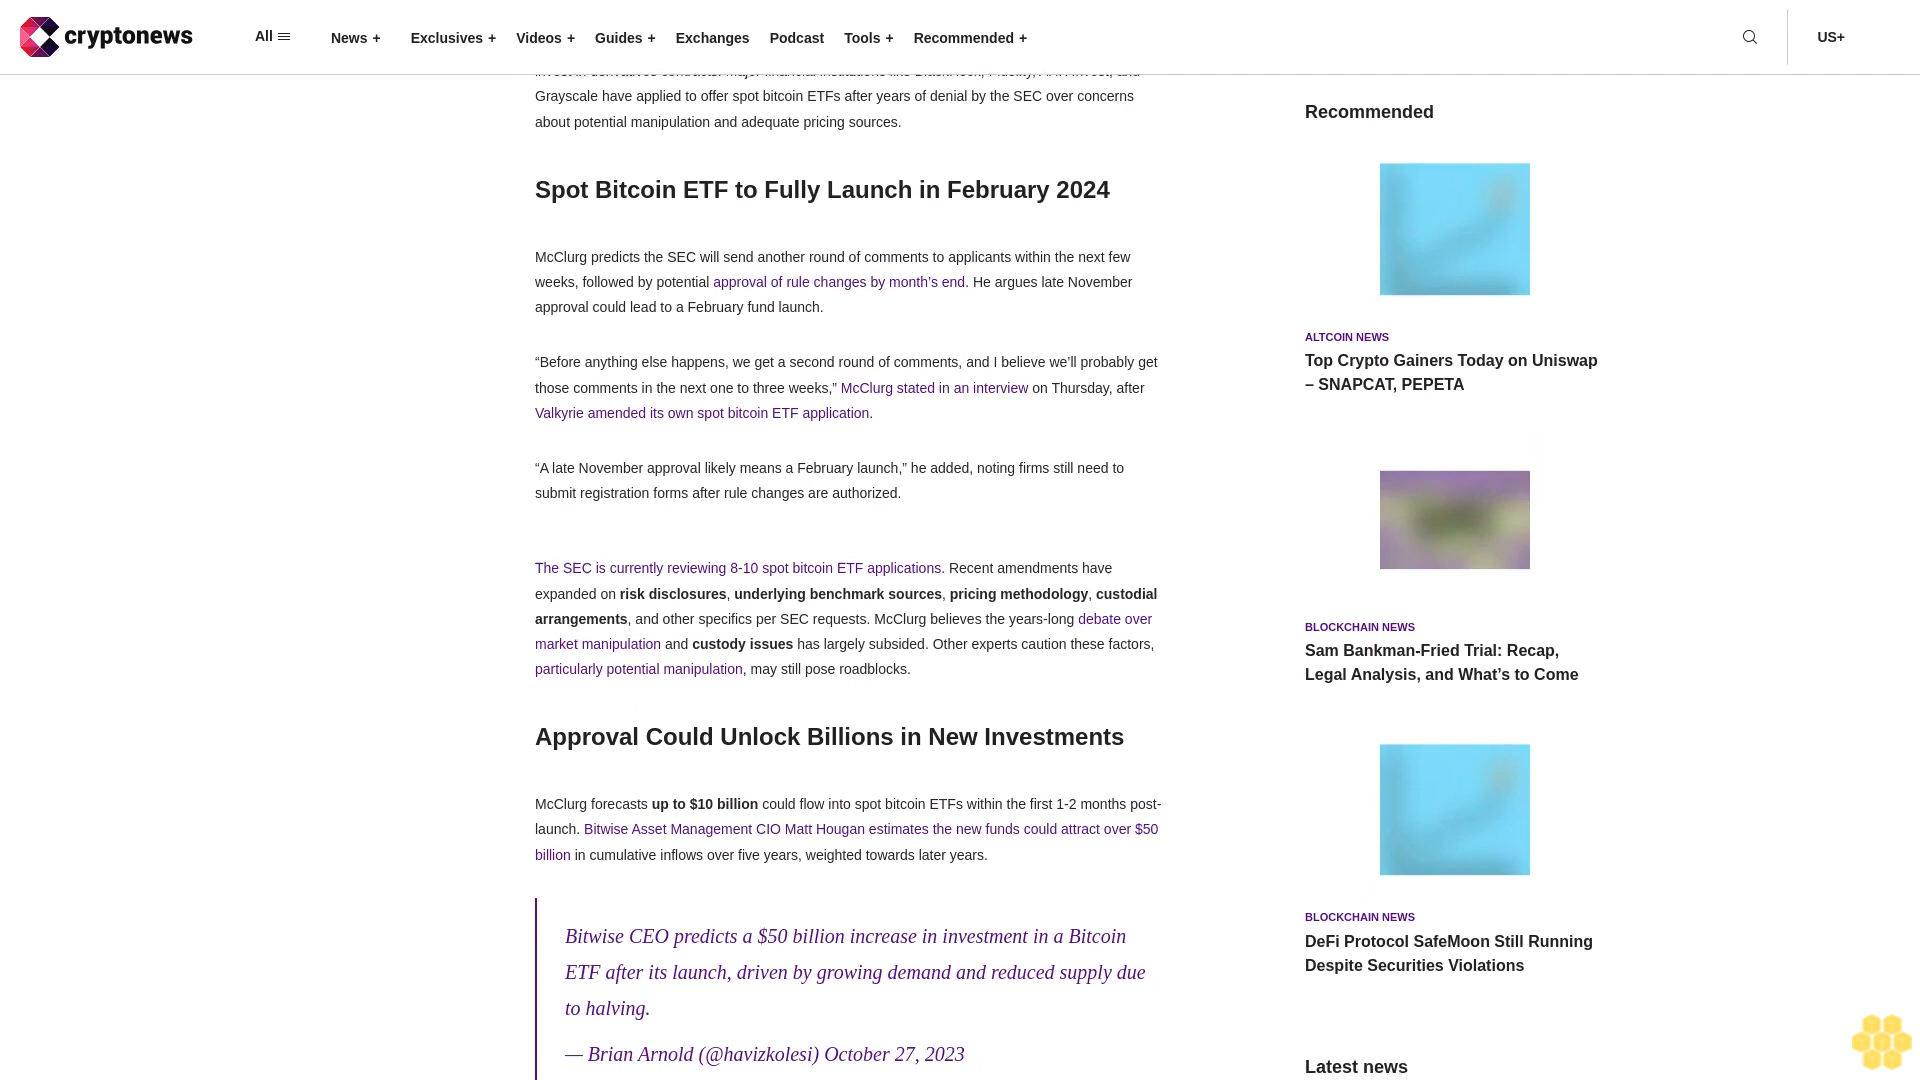 cryptonews
All
News +
Exclusives +
Videos +
Guides +
Exchanges
Podcast
Tools +
Recommended +
US+
Grayscale have applied to offer spot bitcoin ETFs after years of denial by the SEC over concerns
about potential manipulation and adequate pricing sources.
Spot Bitcoin ETF to Fully Launch in February 2024
McClurg predicts the SEC will send another round of comments to applicants within the next few
weeks, followed by potential approval of rule changes by month’s end. He argues late November
approval could lead to a February fund launch.
“Before anything else happens, we get a second round of comments, and I believe we’ll probably get
those comments in the next one to three weeks,” McClurg stated in an interview on Thursday, after
Valkyrie amended its own spot bitcoin ETF application.
“A late November approval likely means a February launch,” he added, noting firms still need to
submit registration forms after rule changes are authorized.
The SEC is currently reviewing 8-10 spot bitcoin ETF applications. Recent amendments have
expanded on risk disclosures, underlying benchmark sources, pricing methodology, custodial
arrangements, and other specifics per SEC requests. McClurg believes the years-long debate over
market manipulation and custody issues has largely subsided. Other experts caution these factors,
particularly potential manipulation, may still pose roadblocks.
Approval Could Unlock Billions in New Investments
McClurg forecasts up to $10 billion could flow into spot bitcoin ETFs within the first 1-2 months post-
launch. Bitwise Asset Management CIO Matt Hougan estimates the new funds could attract over $50
billion in cumulative inflows over five years, weighted towards later years.
Bitwise CEO predicts a $50 billion increase in investment in a Bitcoin
ETF after its launch, driven by growing demand and reduced supply due
to halving.
— Brian Arnold (@havizkolesi) October 27, 2023
Recommended
ALTCOIN NEWS
Top Crypto Gainers Today on Uniswap
– SNAPCAT, PEPETA
BLOCKCHAIN NEWS
Sam Bankman-Fried Trial: Recap,
Legal Analysis, and What’s to Come
BLOCKCHAIN NEWS
DeFi Protocol SafeMoon Still Running
Despite Securities Violations
Latest news